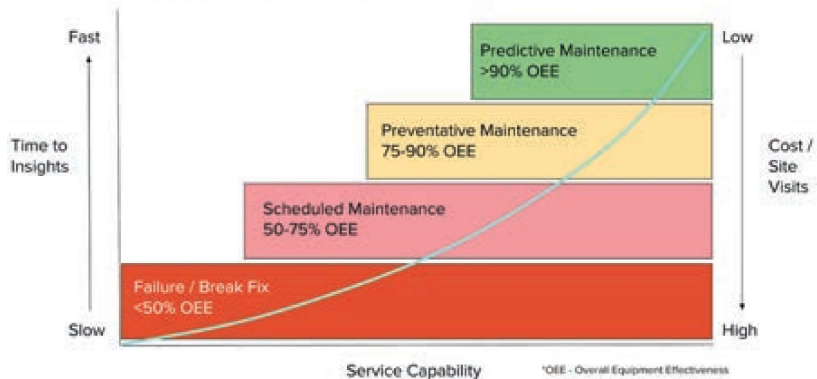 Fast
Time to
Insights
Slow
Predictive Maintenance
>90% OEE
Preventative Maintenance
75-90% OEE
Scheduled Maintenance
50-75% OEE
Failure / Break Fix
<50% OEE
Low
Cost /
Site
Visits
High
Service Capability
*OEE - Overall Equipment Effectiveness